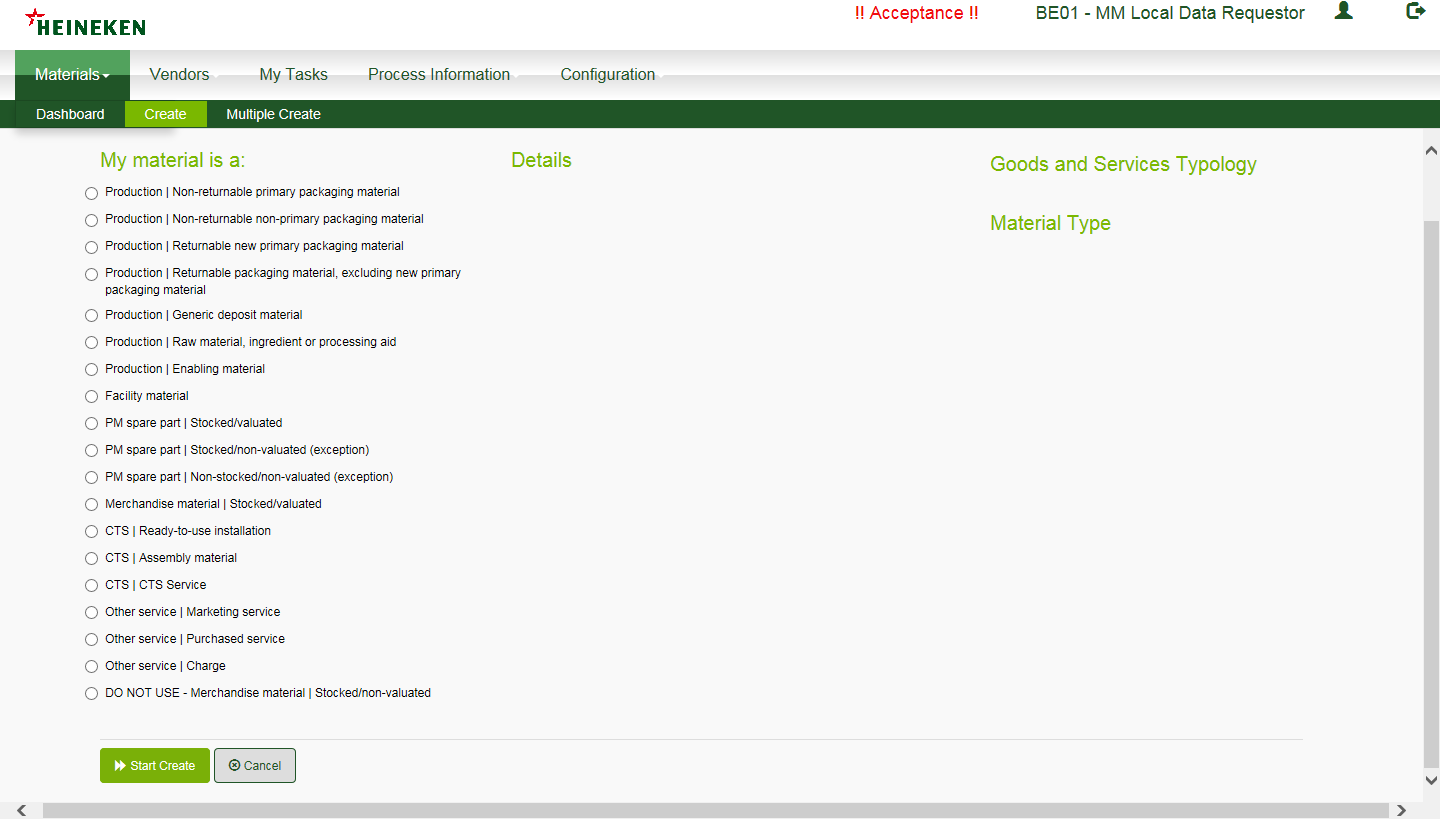 HEINEKEN
!! Acceptance !!
BE01 - MM Local Data Requestor
Materials
Vendors
My Tasks
Process Information
Configuration
Dashboard
Create
Multiple Create
My material is a:
Production | Non-returnable primary packaging material
Production | Non-returnable non-primary packaging material
Production | Returnable new primary packaging material
Production | Returnable packaging material, excluding new primary
packaging material
Production | Generic deposit material
Production | Raw material, ingredient or processing aid
Production | Enabling material
Facility material
PM spare part | Stocked/valuated
PM spare part | Stocked/non-valuated (exception)
PM spare part | Non-stocked/non-valuated (exception)
Merchandise material | Stocked/valuated
CTS | Ready-to-use installation
CTS | Assembly material
CTS | CTS Service
Other service | Marketing service
Other service | Purchased service
Other service | Charge
DO NOT USE - Merchandise material | Stocked/non-valuated
Details
Goods and Services Typology
Material Type
Start Create
Cancel